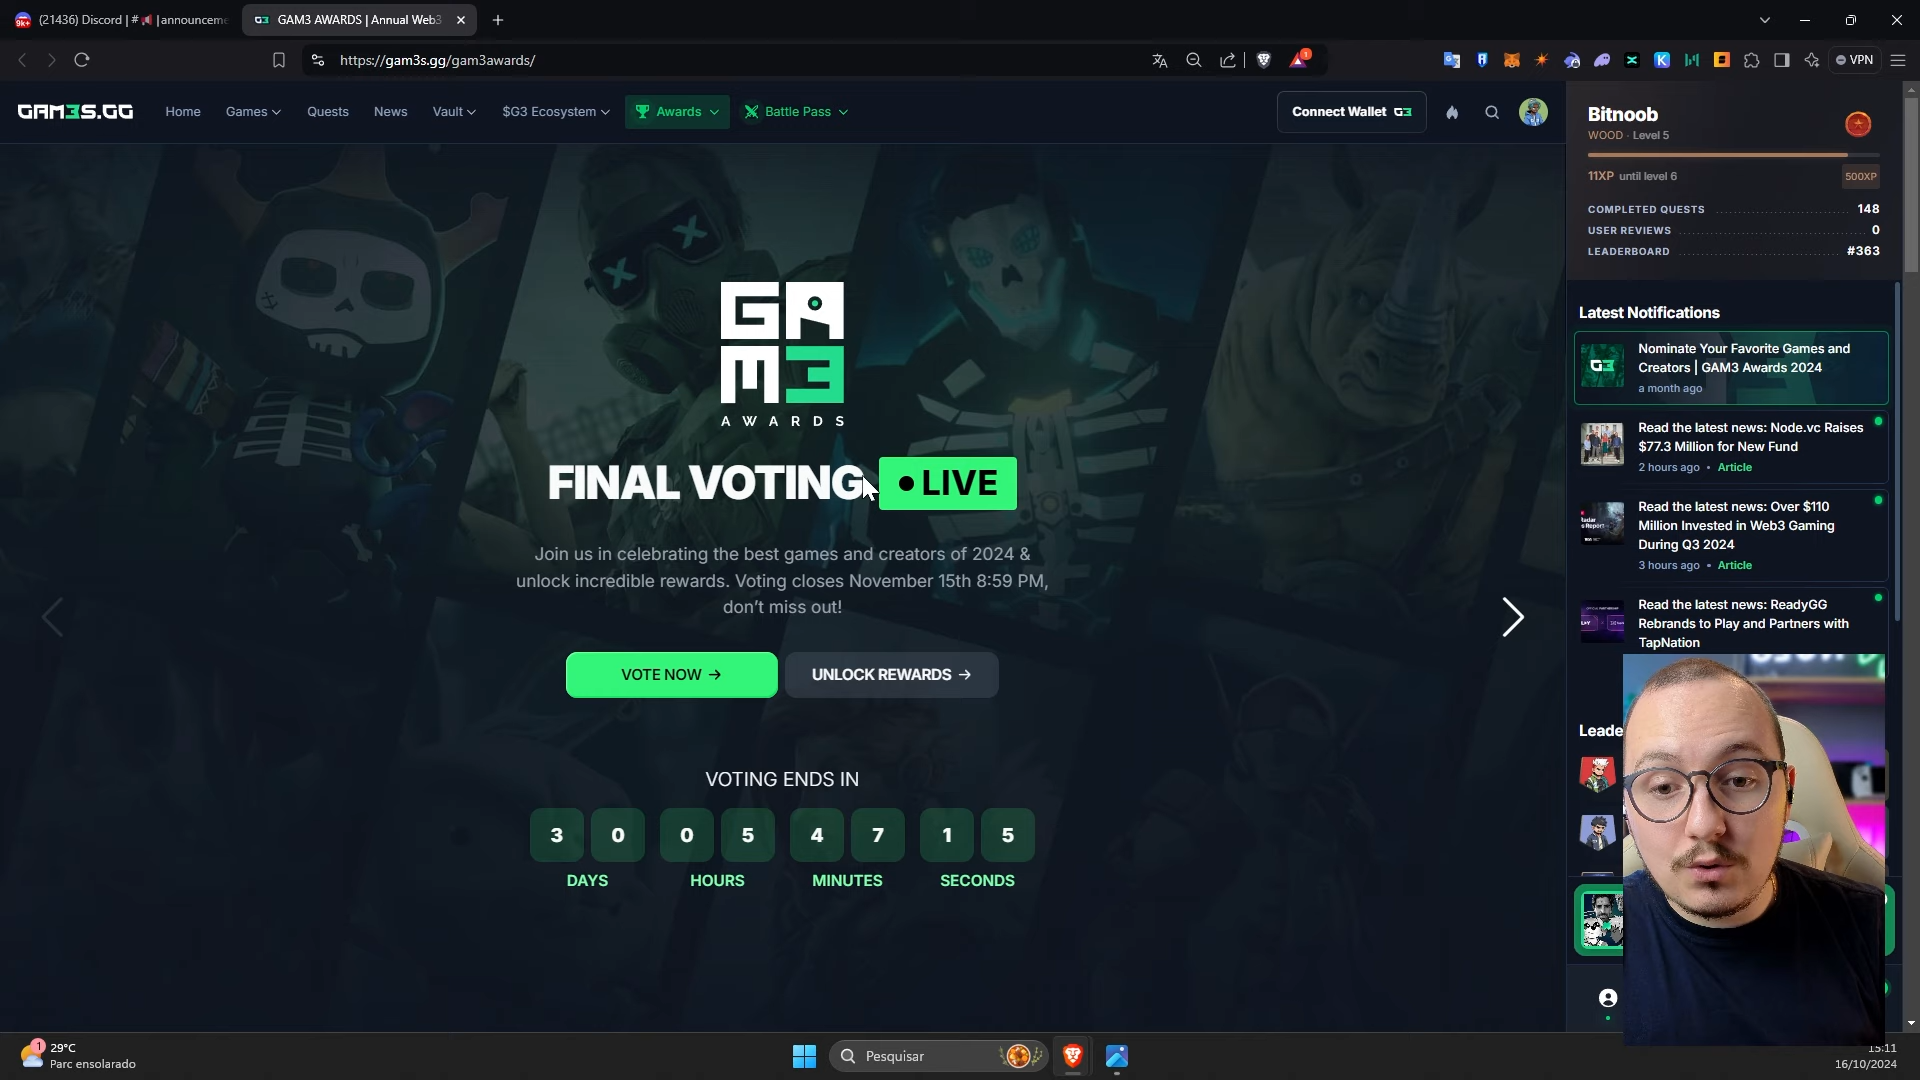 (21436) Discord | #📢 |announceme
GAM3 AWARDS | Annual Web3
https://gam3s.gg/gam3awards/
VPN
GAM3S.GG
Home
Games
Quests
News
Vault
$G3 Ecosystem
Awards
Battle Pass
Connect Wallet G3
GAM3
AWARDS
FINAL VOTING
LIVE
Join us in celebrating the best games and creators of 2024 &
unlock incredible rewards. Voting closes November 15th 8:59 PM,
don't miss out!
VOTE NOW →
UNLOCK REWARDS →
VOTING ENDS IN
3 0 0 5 4 7 1 5
DAYS HOURS MINUTES SECONDS
Bitnoob
WOOD · Level 5
11XP until level 6
500XP
COMPLETED QUESTS 148
USER REVIEWS 0
LEADERBOARD #363
Latest Notifications
Nominate Your Favorite Games and
Creators | GAM3 Awards 2024
a month ago
Read the latest news: Node.vc Raises
$77.3 Million for New Fund
2 hours ago • Article
Read the latest news: Over $110
Million Invested in Web3 Gaming
During Q3 2024
3 hours ago • Article
Read the latest news: ReadyGG
Rebrands to Play and Partners with
TapNation
Leade
29°C
Parc ensolarado
Pesquisar
15:11
16/10/2024